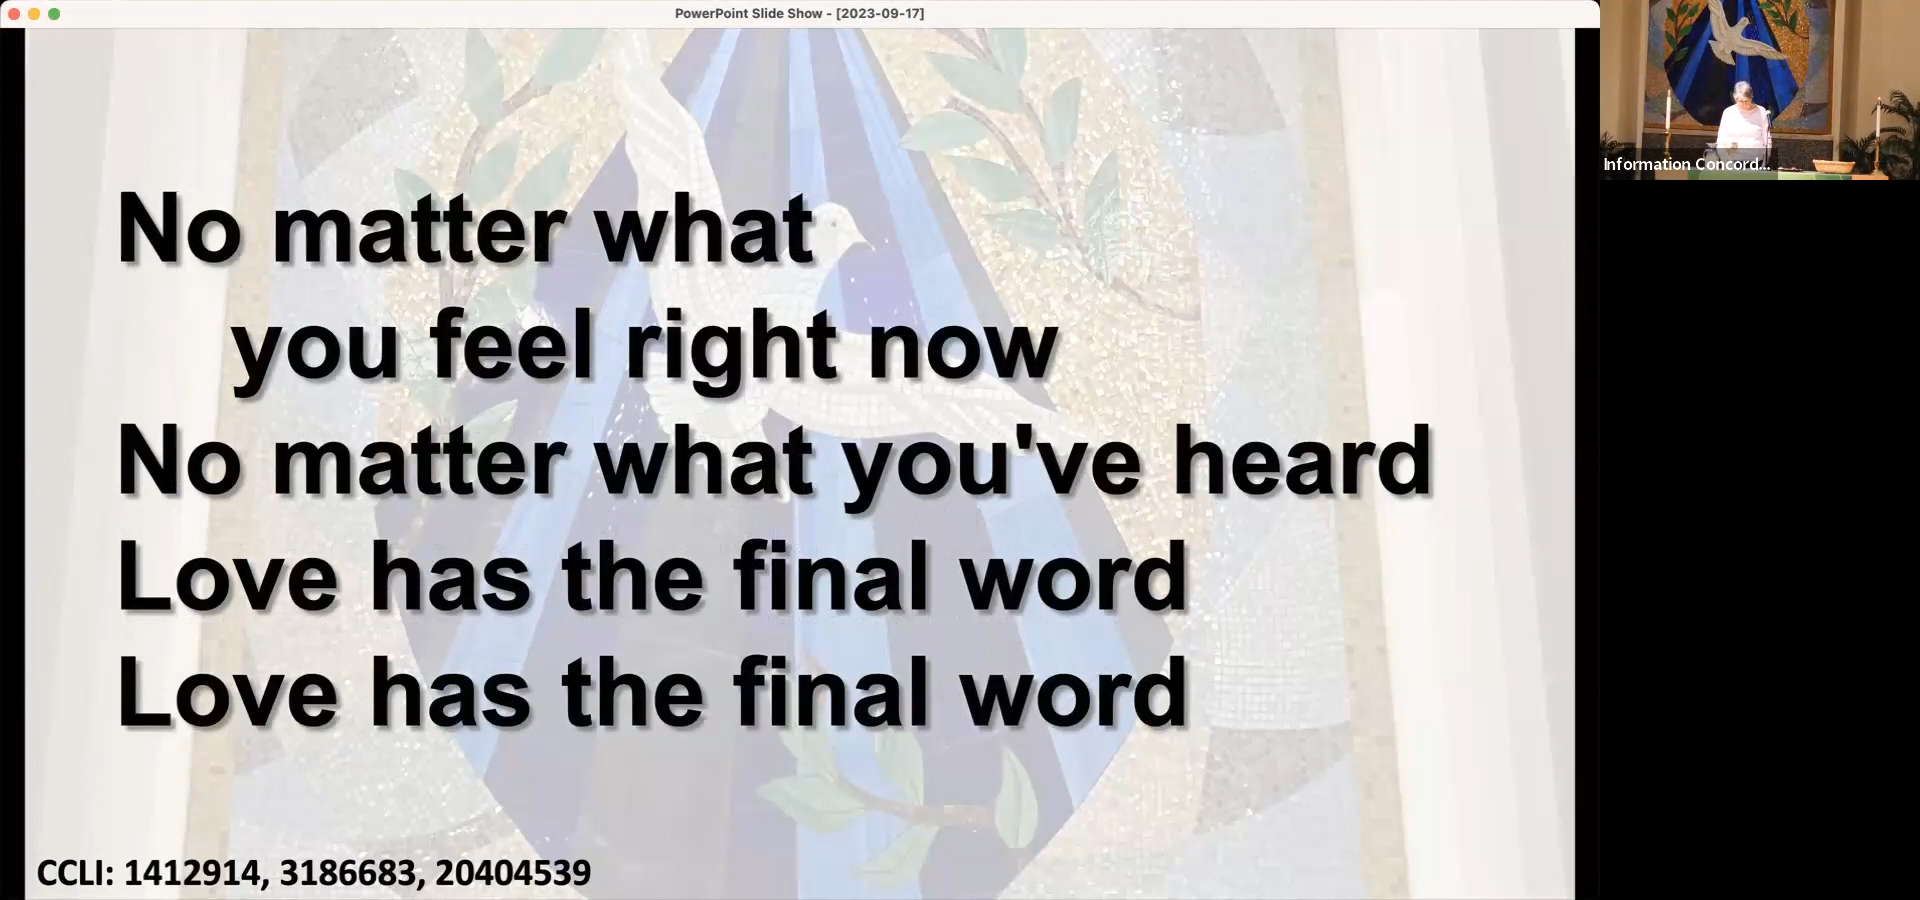 PowerPoint Slide Show - [2023-09-17]
No matter what
you feel right now
No matter what you've heard
Love has the final word
Love has the final word
CCLI: 1412914, 3186683, 20404539
Information Concord...